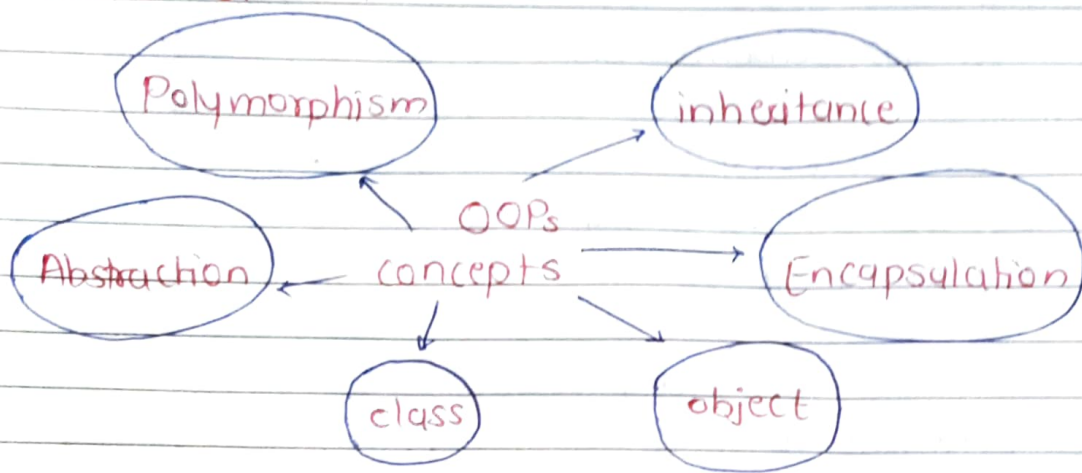 Polymorphism
inheritance
OOPs
concepts
Abstraction
Encapsulation
class
object